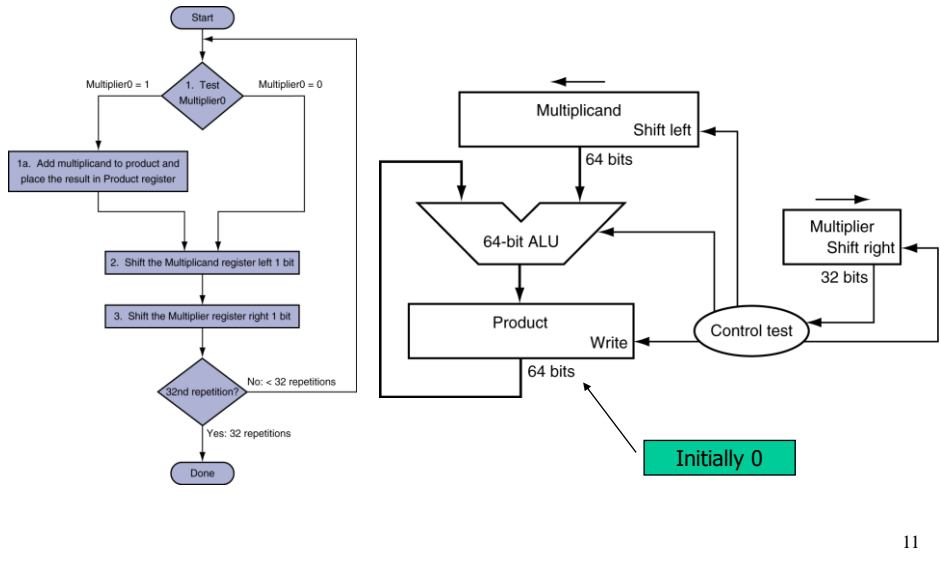 Start
Multiplier0 = 1
1. Test
Multiplier0
Multiplier0 = 0
1a. Add multiplicand to product and
place the result in Product register
2. Shift the Multiplicand register left 1 bit
3. Shift the Multiplier register right 1 bit
32nd repetition?
No: < 32 repetitions
Yes: 32 repetitions
Done
Multiplicand
Shift left
64 bits
64-bit ALU
Multiplier
Shift right
32 bits
Product
Write
Control test
64 bits
Initially 0
11